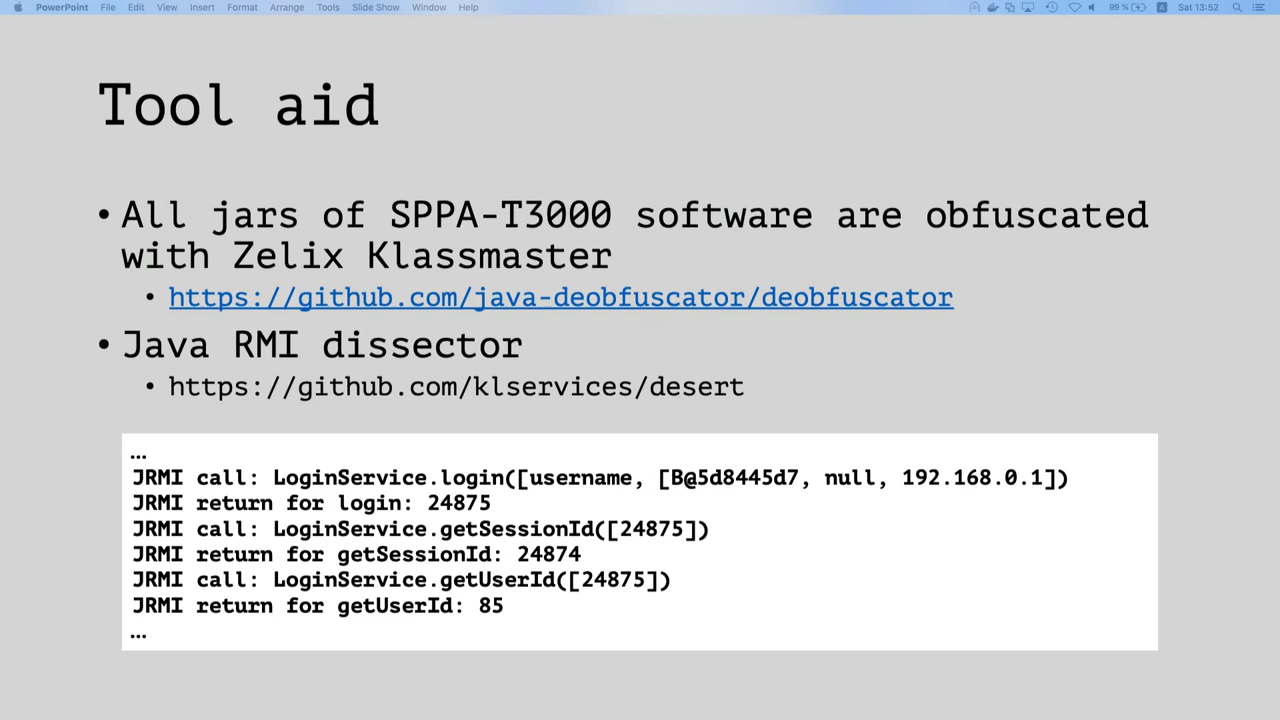 PowerPoint File Edit View Insert Format Arrange Tools Slide Show Window Help 99 % A Sat 13:52
Tool aid
• All jars of SPPA-T3000 software are obfuscated
with Zelix Klassmaster
• https://github.com/java-deobfuscator/deobfuscator
• Java RMI dissector
• https://github.com/klservices/desert
…
JRMI call: LoginService.login([username, [B@5d8445d7, null, 192.168.0.1])
JRMI return for login: 24875
JRMI call: LoginService.getSessionId([24875])
JRMI return for getSessionId: 24874
JRMI call: LoginService.getUserId([24875])
JRMI return for getUserId: 85
…